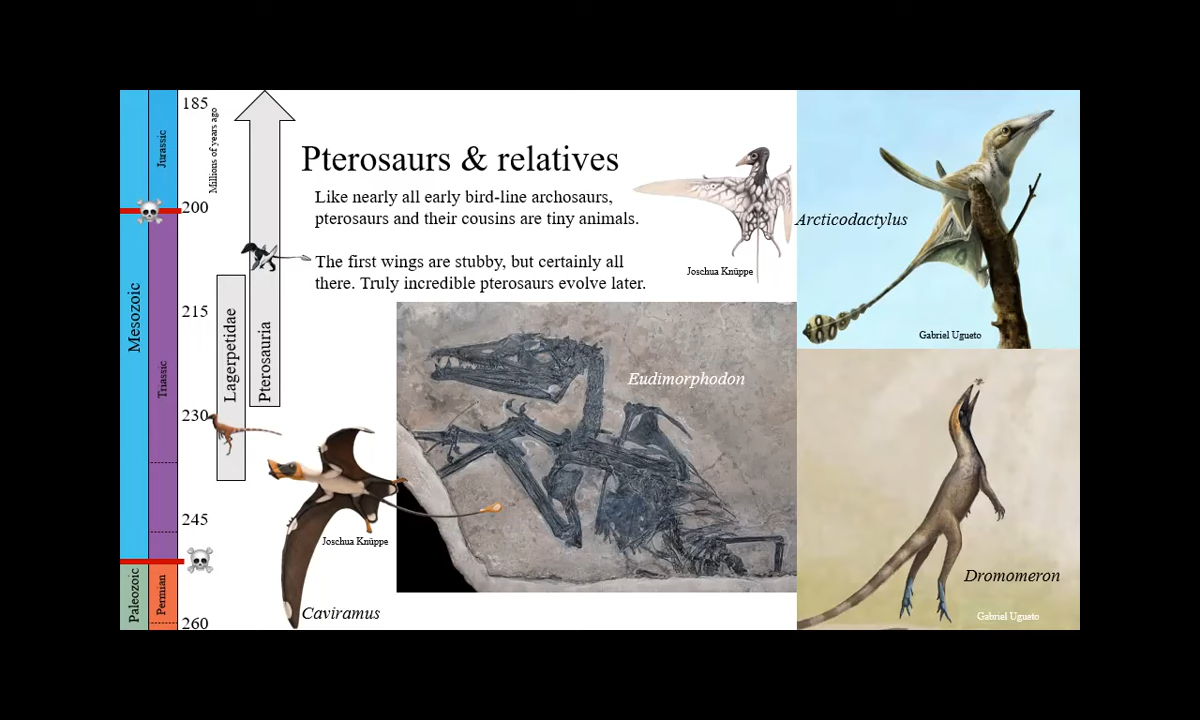 185
200
215
230
245
260
Millions of years ago
Jurassic
Triassic
Permian
Mesozoic
Paleozoic
Lagerpetidae
Pterosauria
Pterosaurs & relatives
Like nearly all early bird-line archosaurs,
pterosaurs and their cousins are tiny animals.
The first wings are stubby, but certainly all
there. Truly incredible pterosaurs evolve later.
Joschua Knüppe
Eudimorphodon
Joschua Knüppe
Caviramus
Arcticodactylus
Gabriel Ugueto
Dromomeron
Gabriel Ugueto